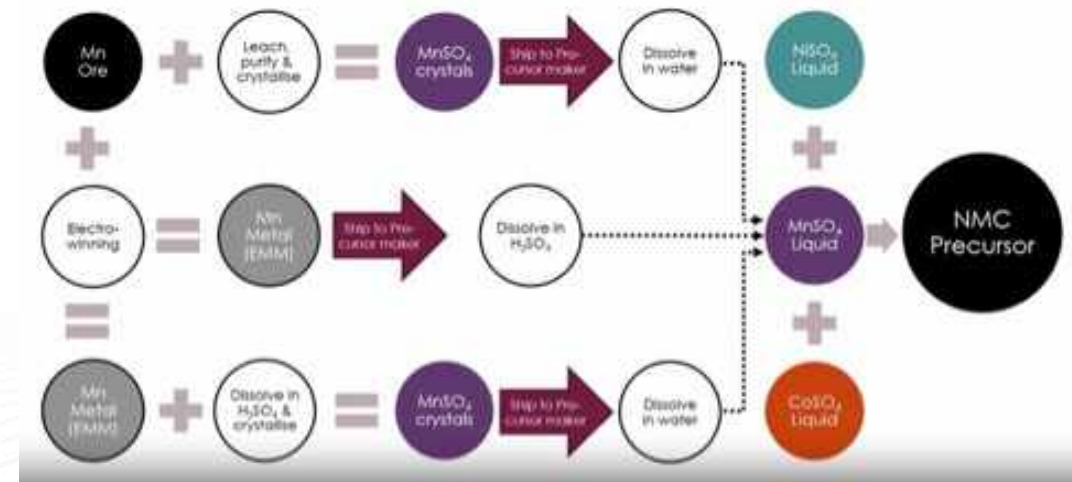 Mn
Ore
Leach,
purify &
crystallise
MnSO₄
crystals
Ship to Pre-
cursor maker
Dissolve
in water
NiSO₄
Liquid
Electro-
winning
Mn
Metal
(EMM)
Ship to Pre-
cursor maker
Dissolve in
H₂SO₄
MnSO₄
Liquid
NMC
Precursor
Mn
Metal
(EMM)
Dissolve in
H₂SO₄ &
crystallise
MnSO₄
crystals
Ship to Pre-
cursor maker
Dissolve
in water
CoSO₄
Liquid